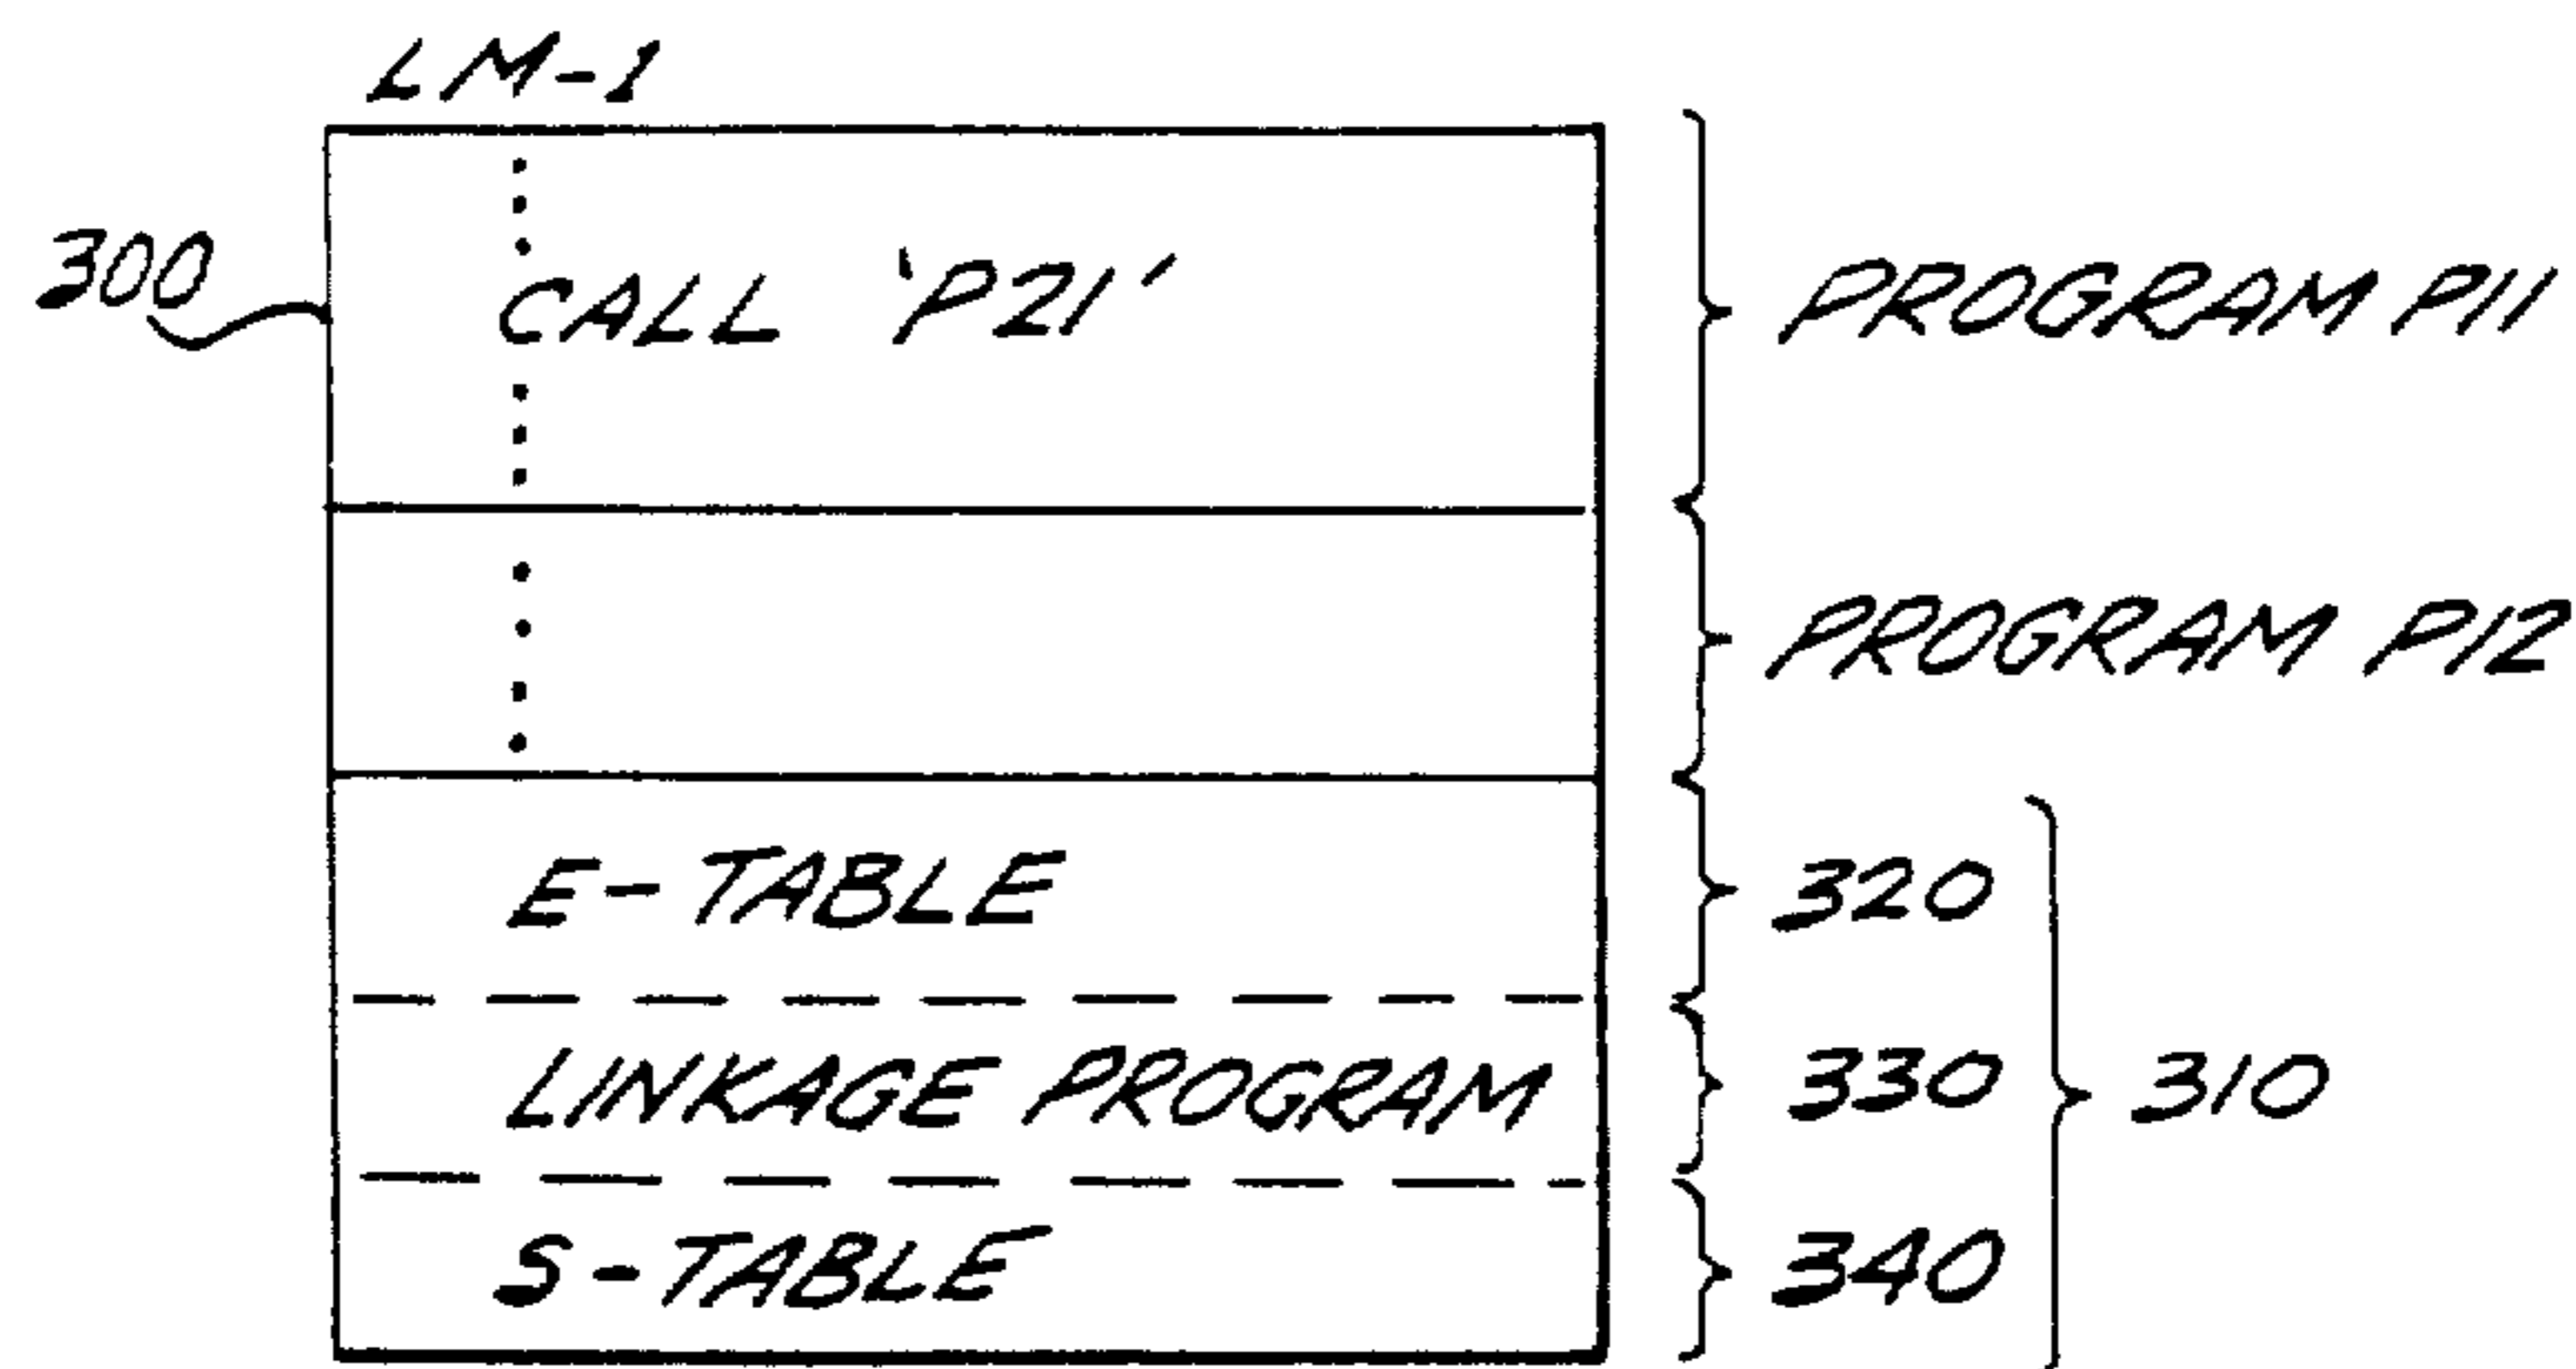 LM-1
300
CALL 'P21'
PROGRAM P11
PROGRAM P12
E-TABLE
320
LINKAGE PROGRAM
330
310
S-TABLE
340